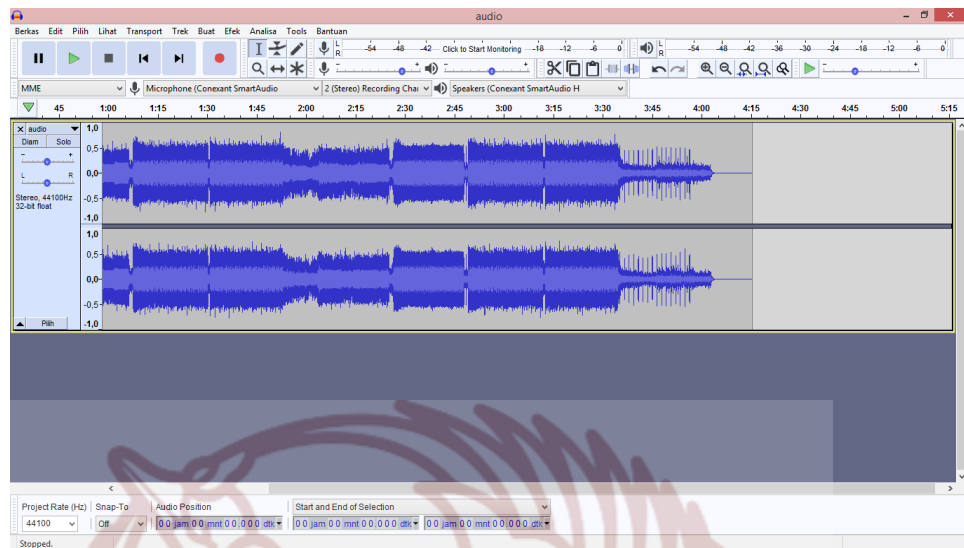 audio
Berkas Edit Pilih Lihat Transport Trek Buat Efek Analisa Tools Bantuan
L R -54 -48 -42 Click to Start Monitoring -18 -12 -6 0 L R -54 -48 -42 -36 -30 -24 -18 -12 -6 0
MME Microphone (Conexant SmartAudio 2 (Stereo) Recording Chai Speakers (Conexant SmartAudio H
45 1:00 1:15 1:30 1:45 2:00 2:15 2:30 2:45 3:00 3:15 3:30 3:45 4:00 4:15 4:30 4:45 5:00 5:15
audio 1,0
Diam Solo 0,5
- +
L R 0,0
Stereo, 44100Hz -0,5
32-bit float
-1,0
1,0
0,5
0,0
-0,5
Pilih -1,0
Project Rate (Hz) Snap-To Audio Position Start and End of Selection
44100 Off 00 jam 00 mnt 00.000 dtk 00 jam 00 mnt 00.000 dtk 00 jam 00 mnt 00.000 dtk
Stopped.